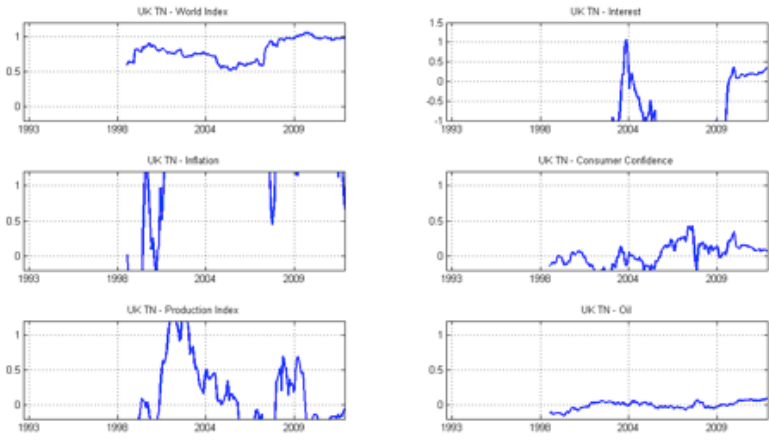 UK TN - World Index
1
0.5
0
1993 1998 2004 2009
UK TN - Interest
1.5
1
0.5
0
-0.5
-1
1993 1998 2004 2009
UK TN - Inflation
1
0.5
0
1993 1998 2004 2009
UK TN - Consumer Confidence
1
0.5
0
1993 1998 2004 2009
UK TN - Production Index
1
0.5
0
1993 1998 2004 2009
UK TN - Oil
1
0.5
0
1993 1998 2004 2009